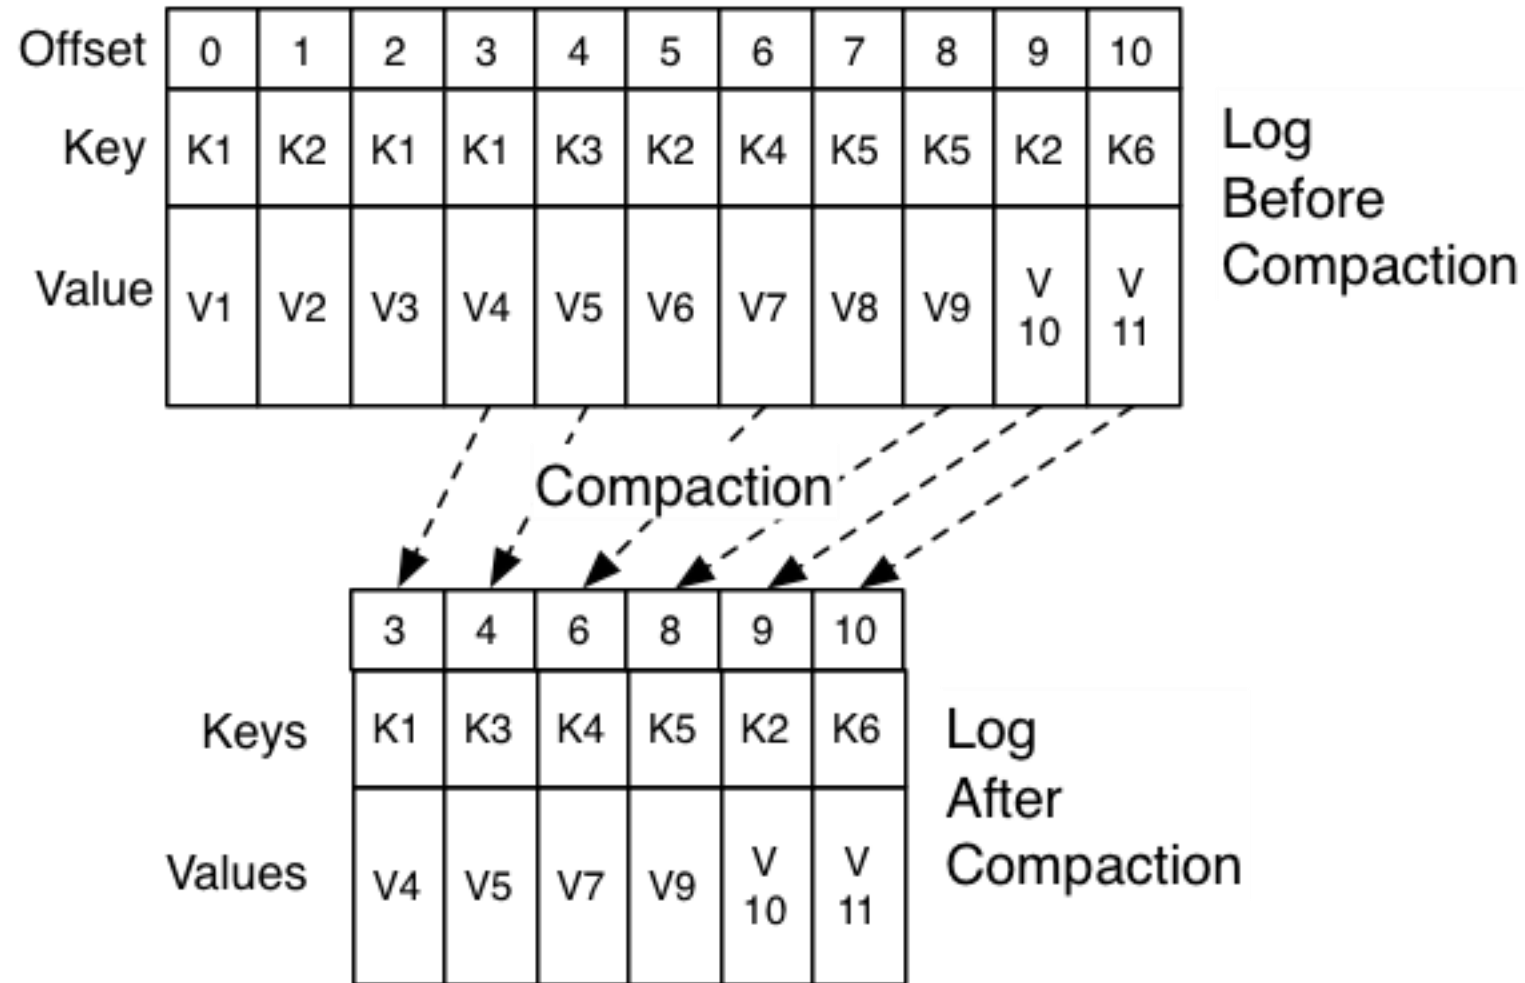 Offset 0 1 2 3 4 5 6 7 8 9 10
Key K1 K2 K1 K1 K3 K2 K4 K5 K5 K2 K6
Value V1 V2 V3 V4 V5 V6 V7 V8 V9 V 10 V 11
Log
Before
Compaction
Compaction
3 4 6 8 9 10
Keys K1 K3 K4 K5 K2 K6
Values V4 V5 V7 V9 V 10 V 11
Log
After
Compaction